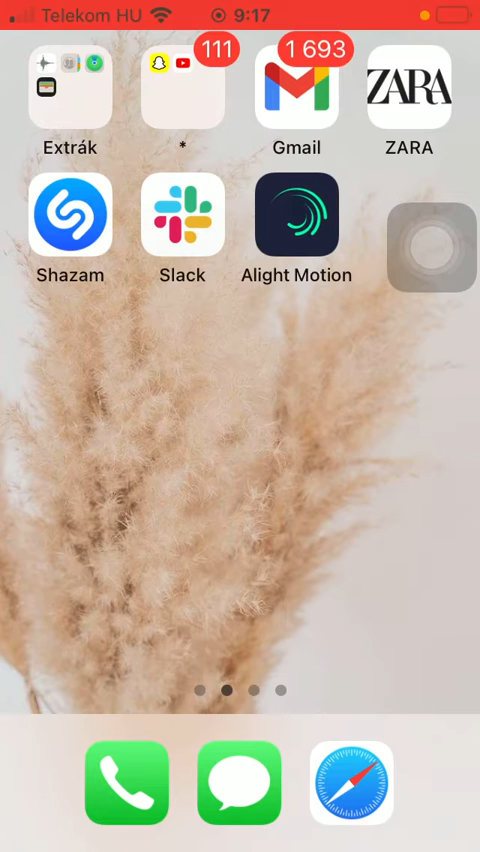 Telekom HU 9:17
111
1 693
ZARA
Extrák * Gmail ZARA
Shazam Slack Alight Motion